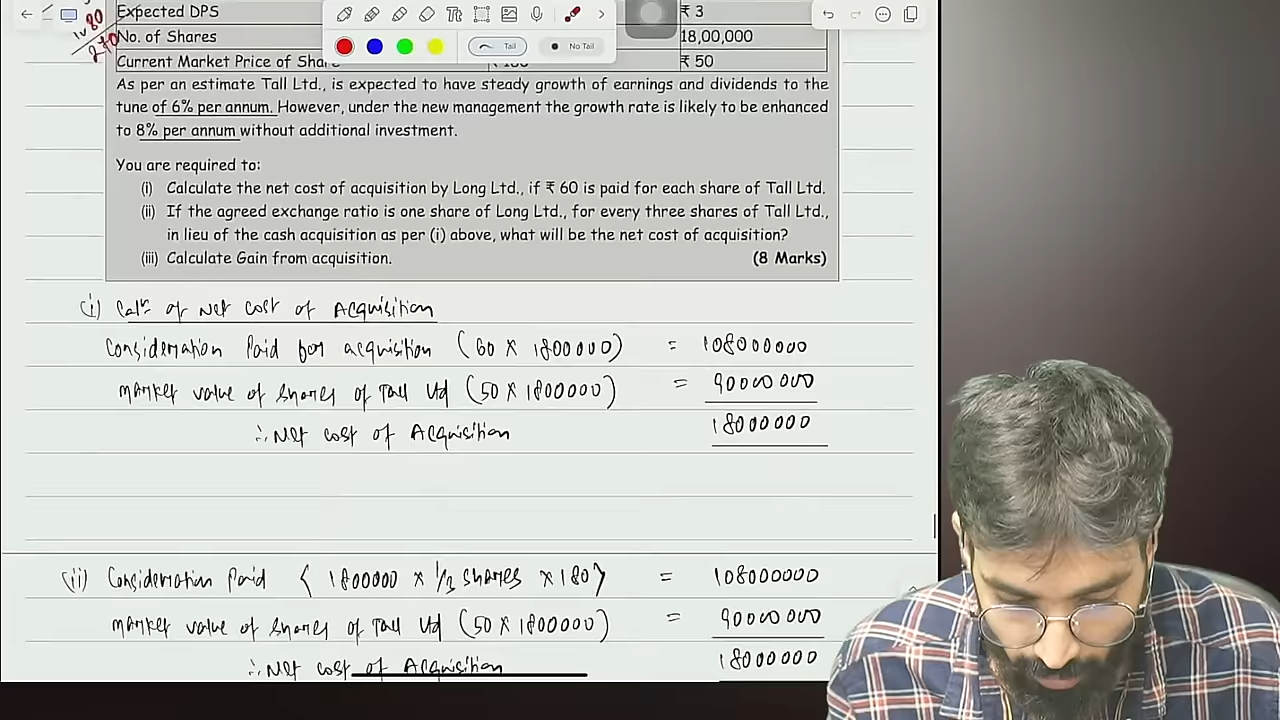 80
270
Tt
Tail
No Tail
Expected DPS ₹ 3
No. of Shares 18,00,000
Current Market Price of Share ₹ 50
As per an estimate Tall Ltd., is expected to have steady growth of earnings and dividends to the
tune of 6% per annum. However, under the new management the growth rate is likely to be enhanced
to 8% per annum without additional investment.
You are required to:
(i) Calculate the net cost of acquisition by Long Ltd., if ₹ 60 is paid for each share of Tall Ltd.
(ii) If the agreed exchange ratio is one share of Long Ltd., for every three shares of Tall Ltd.,
in lieu of the cash acquisition as per (i) above, what will be the net cost of acquisition?
(iii) Calculate Gain from acquisition. (8 Marks)
(i) Calⁿ of Net cost of Acquisition
Consideration Paid for acquisition (60 × 1800000) = 108000000
Market value of shares of Tall Ltd (50 × 1800000) = 90000000
∴ Net cost of Acquisition 18000000
(ii) Consideration Paid { 1800000 × 1/3 shares × 180 } = 108000000
Market value of shares of Tall Ltd (50 × 1800000) = 90000000
∴ Net cost of Acquisition 18000000